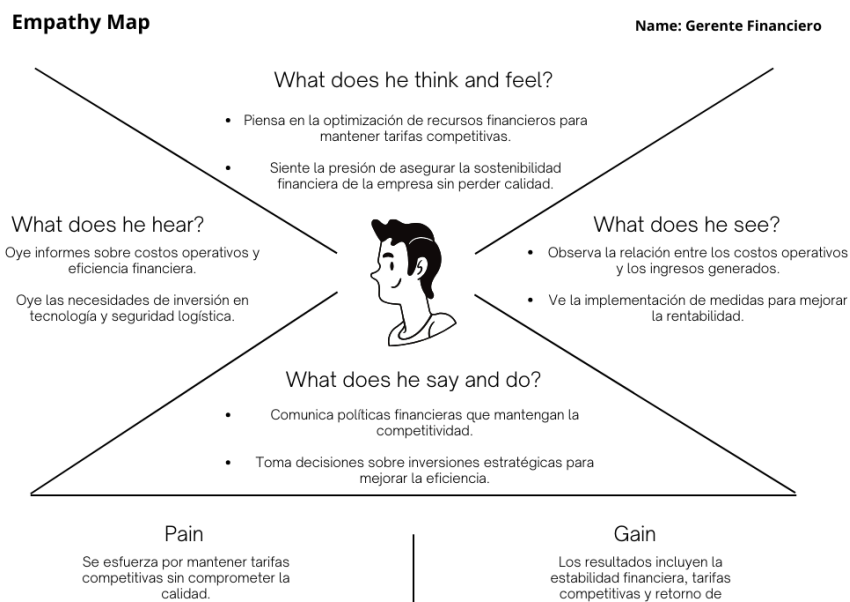 Empathy Map
Name: Gerente Financiero
What does he think and feel?
• Piensa en la optimización de recursos financieros para
mantener tarifas competitivas.
• Siente la presión de asegurar la sostenibilidad
financiera de la empresa sin perder calidad.
What does he hear?
Oye informes sobre costos operativos y
eficiencia financiera.
Oye las necesidades de inversión en
tecnología y seguridad logística.
What does he see?
• Observa la relación entre los costos operativos
y los ingresos generados.
• Ve la implementación de medidas para mejorar
la rentabilidad.
What does he say and do?
• Comunica políticas financieras que mantengan la
competitividad.
• Toma decisiones sobre inversiones estratégicas para
mejorar la eficiencia.
Pain
Se esfuerza por mantener tarifas
competitivas sin comprometer la
calidad.
Gain
Los resultados incluyen la
estabilidad financiera, tarifas
competitivas y retorno de